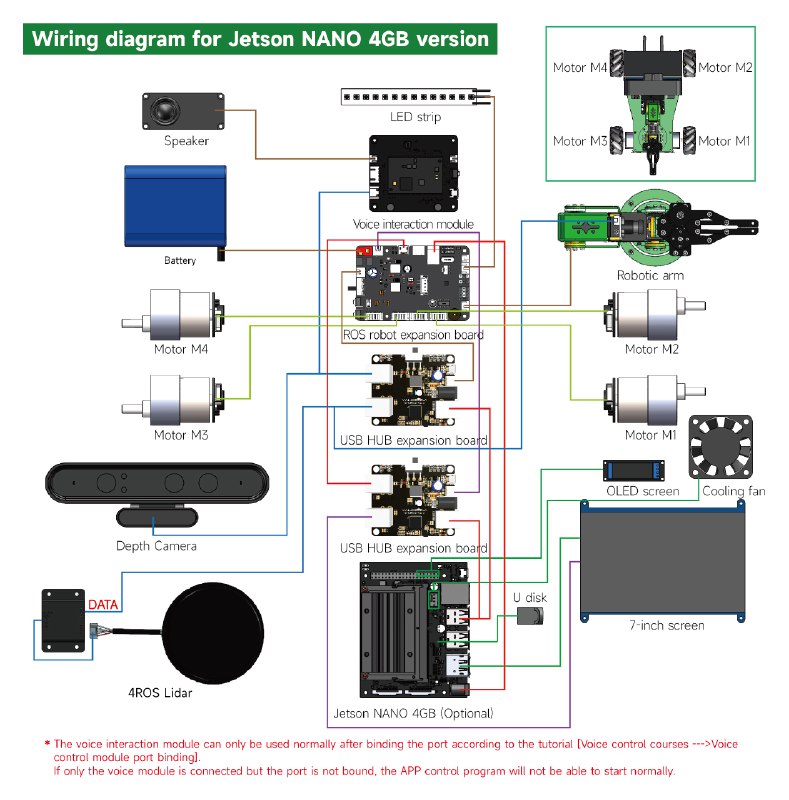 Wiring diagram for Jetson NANO 4GB version
Motor M4
Motor M2
Motor M3
Motor M1
Speaker
LED strip
Voice interaction module
Battery
Robotic arm
ROS robot expansion board
Motor M4
Motor M2
Motor M3
Motor M1
USB HUB expansion board
OLED screen
Cooling fan
Depth Camera
USB HUB expansion board
DATA
U disk
7-inch screen
4ROS Lidar
Jetson NANO 4GB (Optional)
* The voice interaction module can only be used normally after binding the port according to the tutorial [Voice control courses --->Voice
control module port binding].
If only the voice module is connected but the port is not bound, the APP control program will not be able to start normally.